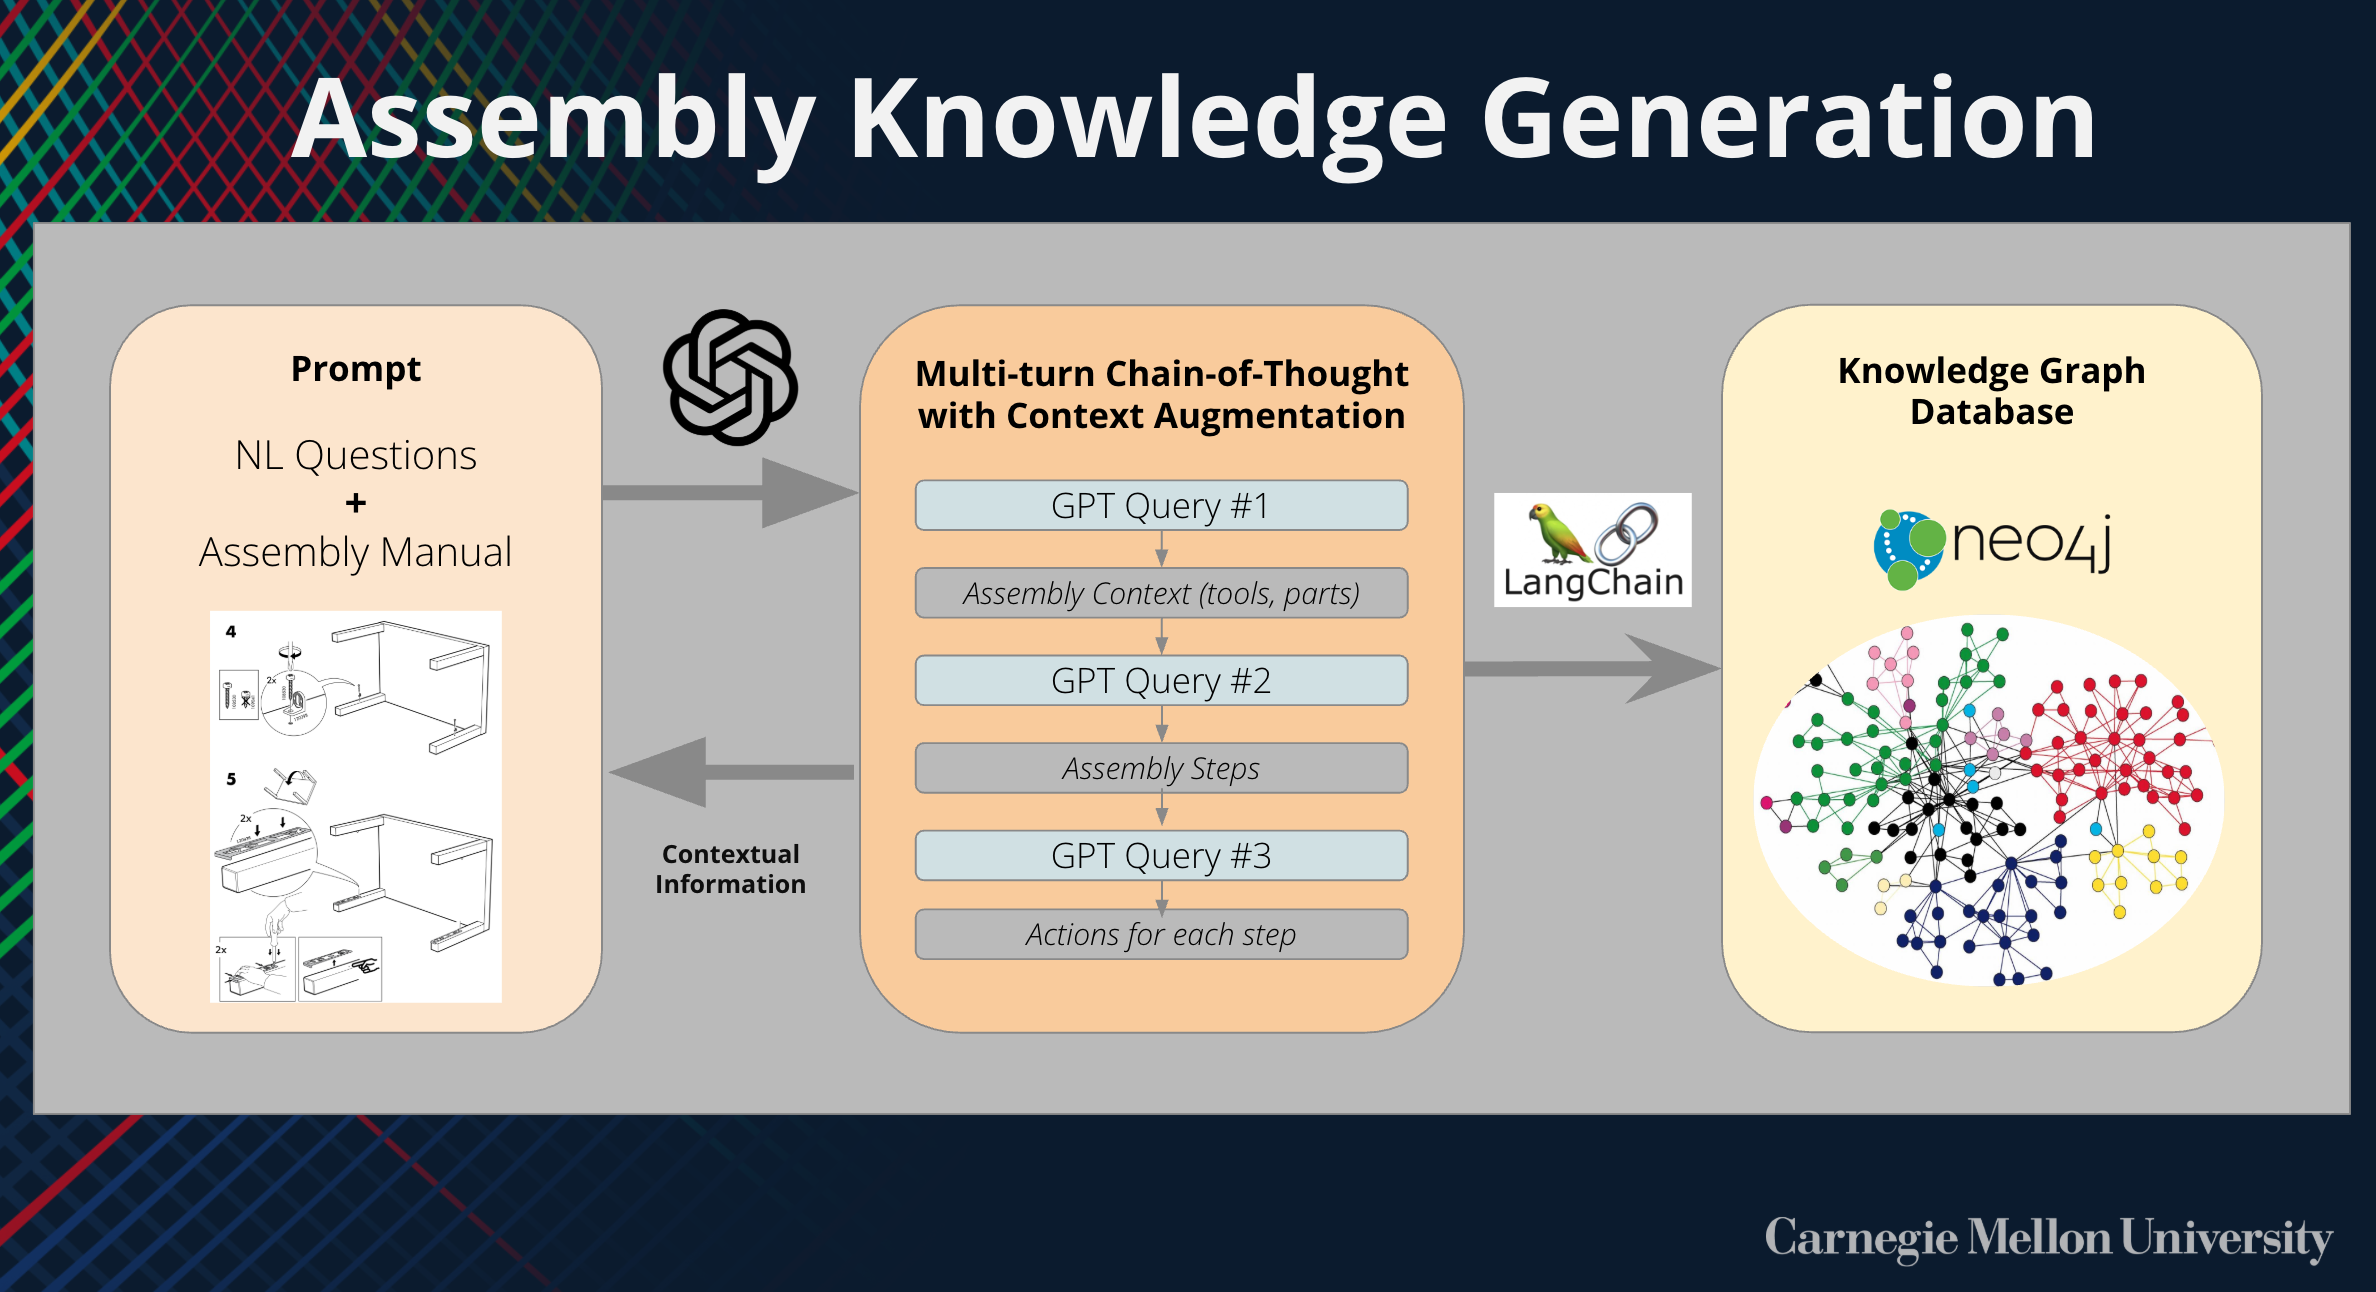 Assembly Knowledge Generation
Prompt
NL Questions
+
Assembly Manual
4
2x
5
2x
2x
Contextual
Information
Multi-turn Chain-of-Thought
with Context Augmentation
GPT Query #1
Assembly Context (tools, parts)
GPT Query #2
Assembly Steps
GPT Query #3
Actions for each step
LangChain
Knowledge Graph
Database
neo4j
Carnegie Mellon University